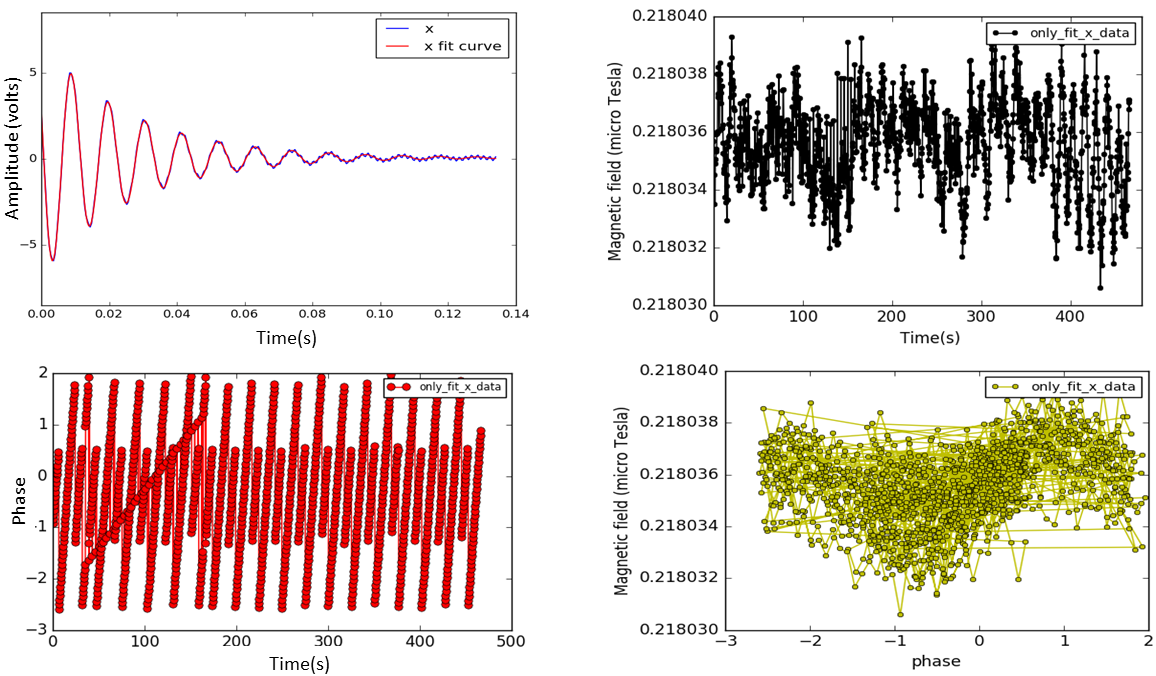 x
x fit curve
Amplitude (volts)
5
0
−5
0.00 0.02 0.04 0.06 0.08 0.10 0.12 0.14
Time(s)
only_fit_x_data
Magnetic field (micro Tesla)
0.218040
0.218038
0.218036
0.218034
0.218032
0.218030
0 100 200 300 400
Time(s)
only_fit_x_data
Phase
2
1
0
−1
−2
−3
0 100 200 300 400 500
Time(s)
only_fit_x_data
Magnetic field (micro Tesla)
0.218040
0.218038
0.218036
0.218034
0.218032
0.218030
−3 −2 −1 0 1 2
phase